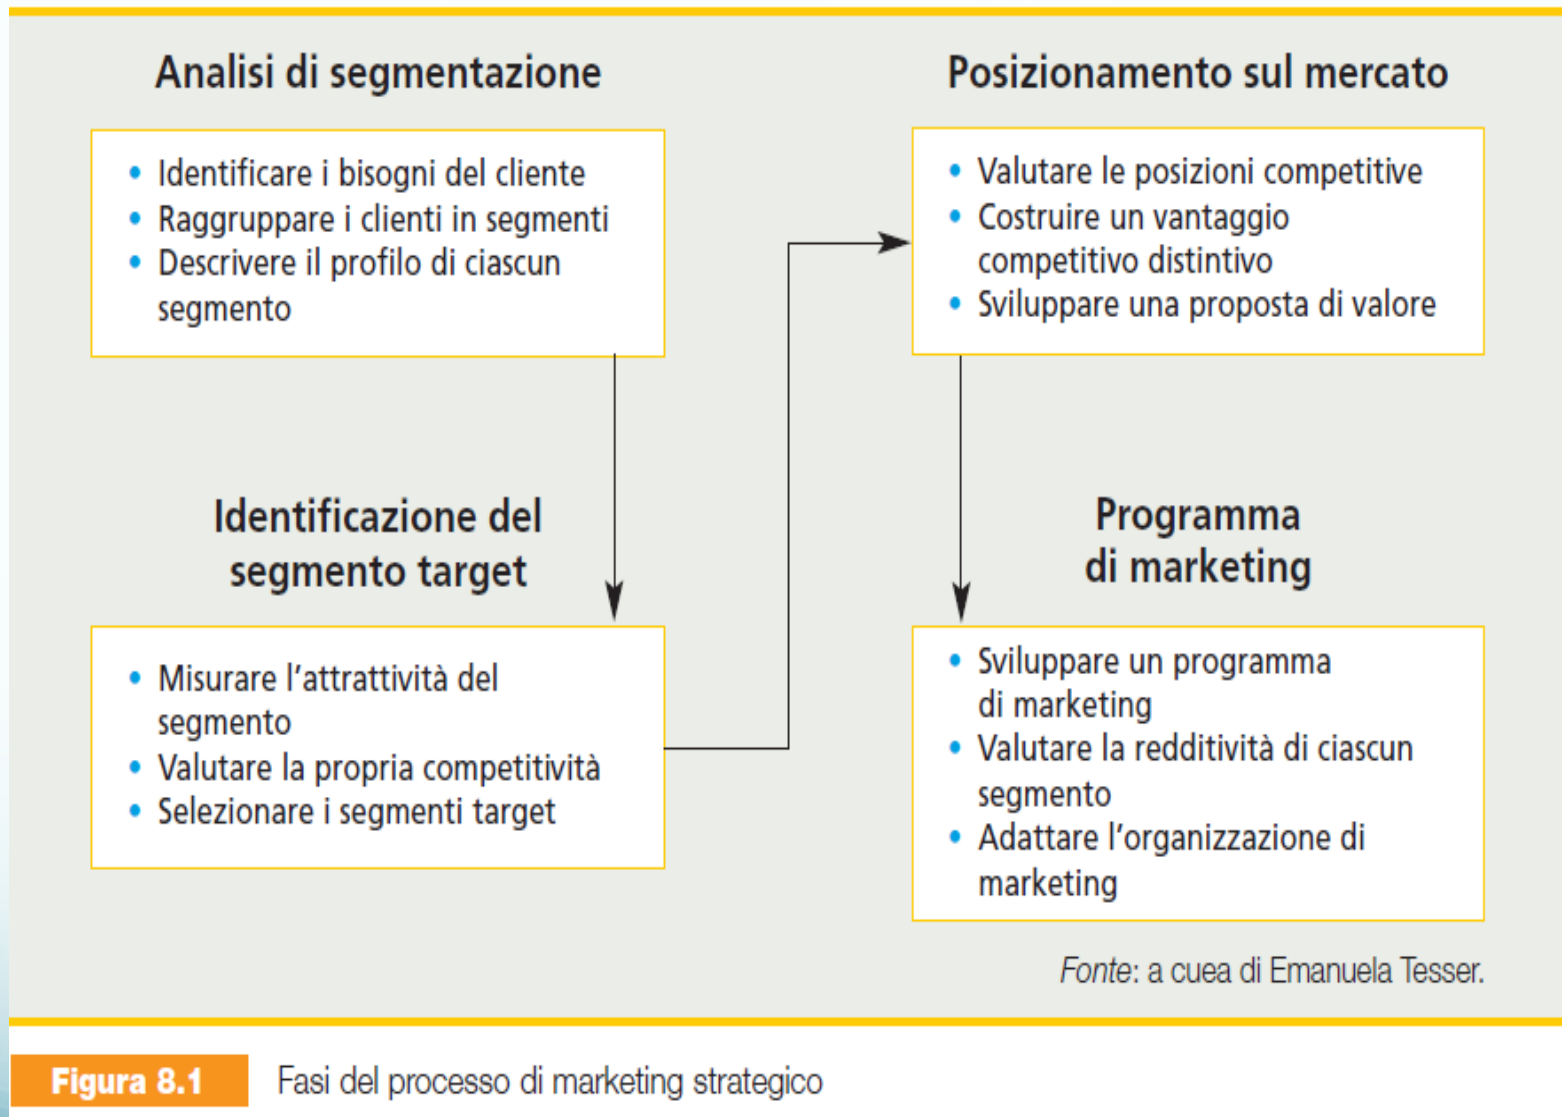 Analisi di segmentazione
• Identificare i bisogni del cliente
• Raggruppare i clienti in segmenti
• Descrivere il profilo di ciascun
segmento
Identificazione del
segmento target
• Misurare l'attrattività del
segmento
• Valutare la propria competitività
• Selezionare i segmenti target
Posizionamento sul mercato
• Valutare le posizioni competitive
• Costruire un vantaggio
competitivo distintivo
• Sviluppare una proposta di valore
Programma
di marketing
• Sviluppare un programma
di marketing
• Valutare la redditività di ciascun
segmento
• Adattare l'organizzazione di
marketing
Fonte: a cuea di Emanuela Tesser.
Figura 8.1 Fasi del processo di marketing strategico